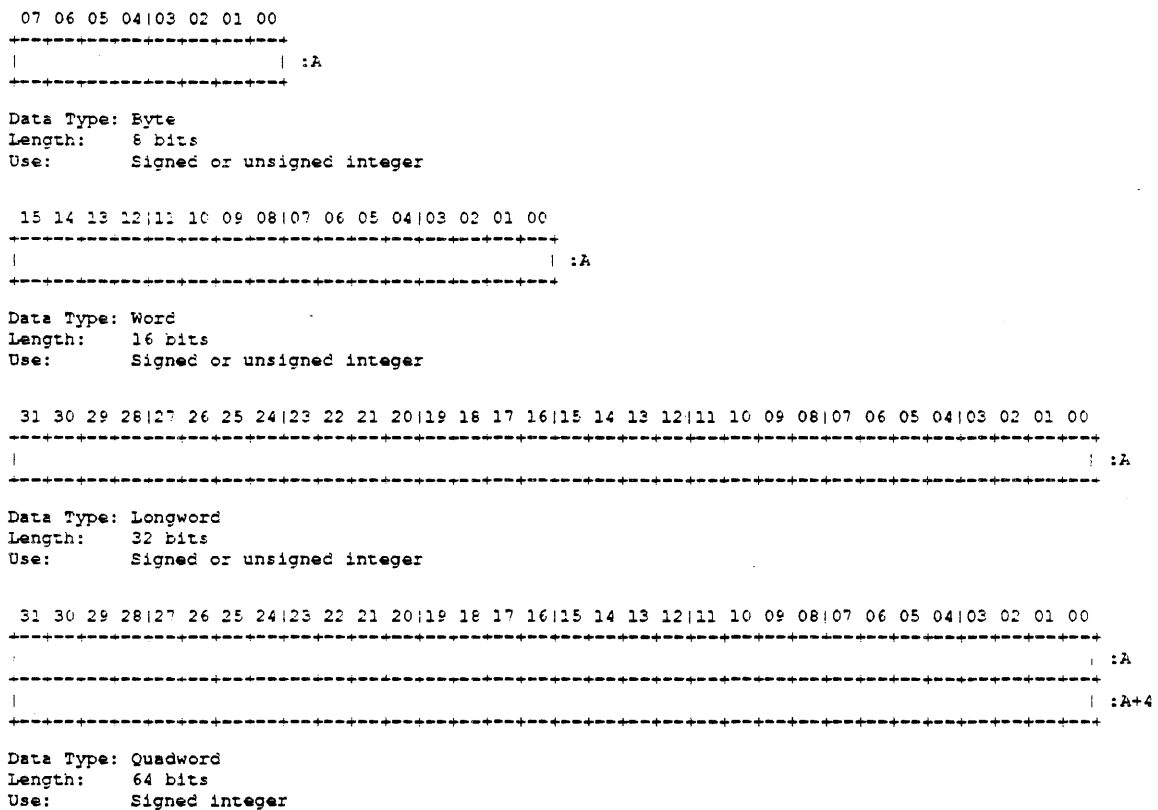 07 06 05 04|03 02 01 00
+--+--+--+--+--+--+--+--+
|                       | :A
+--+--+--+--+--+--+--+--+
Data Type: Byte
Length: 8 bits
Use: Signed or unsigned integer
15 14 13 12|11 10 09 08|07 06 05 04|03 02 01 00
+--+--+--+--+--+--+--+--+--+--+--+--+--+--+--+--+
|                                               | :A
+--+--+--+--+--+--+--+--+--+--+--+--+--+--+--+--+
Data Type: Word
Length: 16 bits
Use: Signed or unsigned integer
31 30 29 28|27 26 25 24|23 22 21 20|19 18 17 16|15 14 13 12|11 10 09 08|07 06 05 04|03 02 01 00
+--+--+--+--+--+--+--+--+--+--+--+--+--+--+--+--+--+--+--+--+--+--+--+--+--+--+--+--+--+--+--+--+
|                                                                                               | :A
+--+--+--+--+--+--+--+--+--+--+--+--+--+--+--+--+--+--+--+--+--+--+--+--+--+--+--+--+--+--+--+--+
Data Type: Longword
Length: 32 bits
Use: Signed or unsigned integer
31 30 29 28|27 26 25 24|23 22 21 20|19 18 17 16|15 14 13 12|11 10 09 08|07 06 05 04|03 02 01 00
+--+--+--+--+--+--+--+--+--+--+--+--+--+--+--+--+--+--+--+--+--+--+--+--+--+--+--+--+--+--+--+--+
|                                                                                               | :A
+--+--+--+--+--+--+--+--+--+--+--+--+--+--+--+--+--+--+--+--+--+--+--+--+--+--+--+--+--+--+--+--+
|                                                                                               | :A+4
+--+--+--+--+--+--+--+--+--+--+--+--+--+--+--+--+--+--+--+--+--+--+--+--+--+--+--+--+--+--+--+--+
Data Type: Quadword
Length: 64 bits
Use: Signed integer